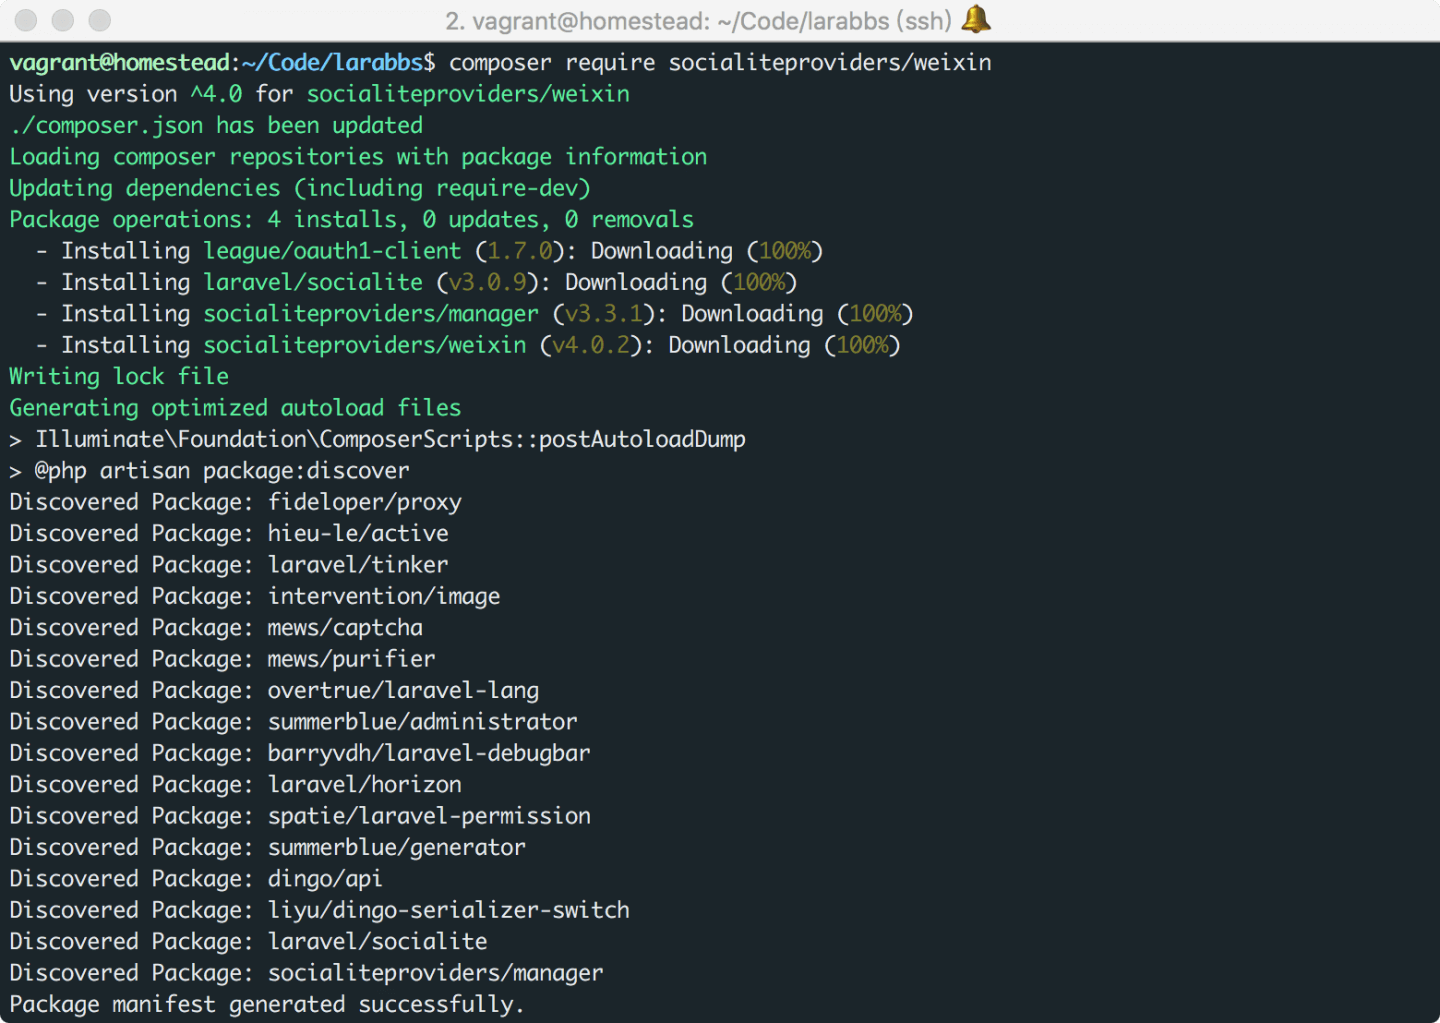 2. vagrant@homestead: ~/Code/larabbs (ssh)
vagrant@homestead:~/Code/larabbs$ composer require socialiteproviders/weixin
Using version ^4.0 for socialiteproviders/weixin
./composer.json has been updated
Loading composer repositories with package information
Updating dependencies (including require-dev)
Package operations: 4 installs, 0 updates, 0 removals
  - Installing league/oauth1-client (1.7.0): Downloading (100%)
  - Installing laravel/socialite (v3.0.9): Downloading (100%)
  - Installing socialiteproviders/manager (v3.3.1): Downloading (100%)
  - Installing socialiteproviders/weixin (v4.0.2): Downloading (100%)
Writing lock file
Generating optimized autoload files
> Illuminate\Foundation\ComposerScripts::postAutoloadDump
> @php artisan package:discover
Discovered Package: fideloper/proxy
Discovered Package: hieu-le/active
Discovered Package: laravel/tinker
Discovered Package: intervention/image
Discovered Package: mews/captcha
Discovered Package: mews/purifier
Discovered Package: overtrue/laravel-lang
Discovered Package: summerblue/administrator
Discovered Package: barryvdh/laravel-debugbar
Discovered Package: laravel/horizon
Discovered Package: spatie/laravel-permission
Discovered Package: summerblue/generator
Discovered Package: dingo/api
Discovered Package: liyu/dingo-serializer-switch
Discovered Package: laravel/socialite
Discovered Package: socialiteproviders/manager
Package manifest generated successfully.